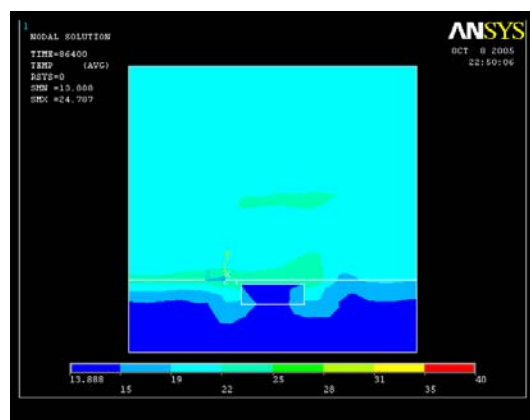 1
NODAL SOLUTION
TIME=86400
TEMP (AVG)
RSYS=0
SMN =13.888
SMX =24.787
ANSYS
OCT 8 2005
22:50:06
13.888 19 25 31 40
15 22 28 35